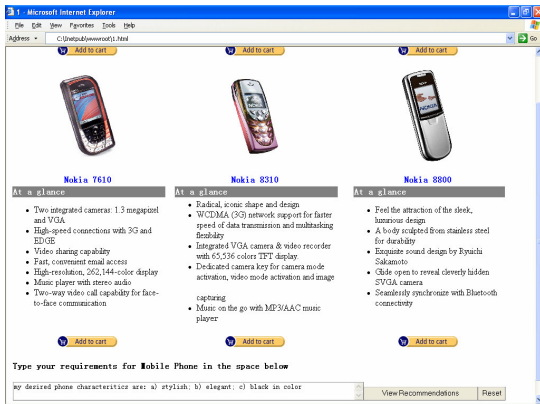 1 - Microsoft Internet Explorer
File Edit View Favorites Tools Help
Address C:\Inetpub\wwwroot\1.html Go
Add to cart Add to cart Add to cart
Nokia 7610
At a glance
Two integrated cameras: 1.3 megapixel
and VGA
High-speed connections with 3G and
EDGE
Video sharing capability
Fast, convenient email access
High-resolution, 262,144-color display
Music player with stereo audio
Two-way video call capability for face-
to-face communication
Add to cart
Nokia 8310
At a glance
Radical, iconic shape and design
WCDMA (3G) network support for faster
speed of data transmission and multitasking
flexibility
Integrated VGA camera & video recorder
with 65,536 colors TFT display.
Dedicated camera key for camera mode
activation, video mode activation and image
capturing
Music on the go with MP3/AAC music
player
Add to cart
Nokia 8800
At a glance
Feel the attraction of the sleek,
luxurious design
A body sculpted from stainless steel
for durability
Exquisite sound design by Ryuichi
Sakamoto
Glide open to reveal cleverly hidden
SVGA camera
Seamlessly synchronize with Bluetooth
connectivity
Add to cart
Type your requirements for Mobile Phone in the space below
my desired phone characteritics are: a) stylish; b) elegant; c) black in color
View Recommendations Reset